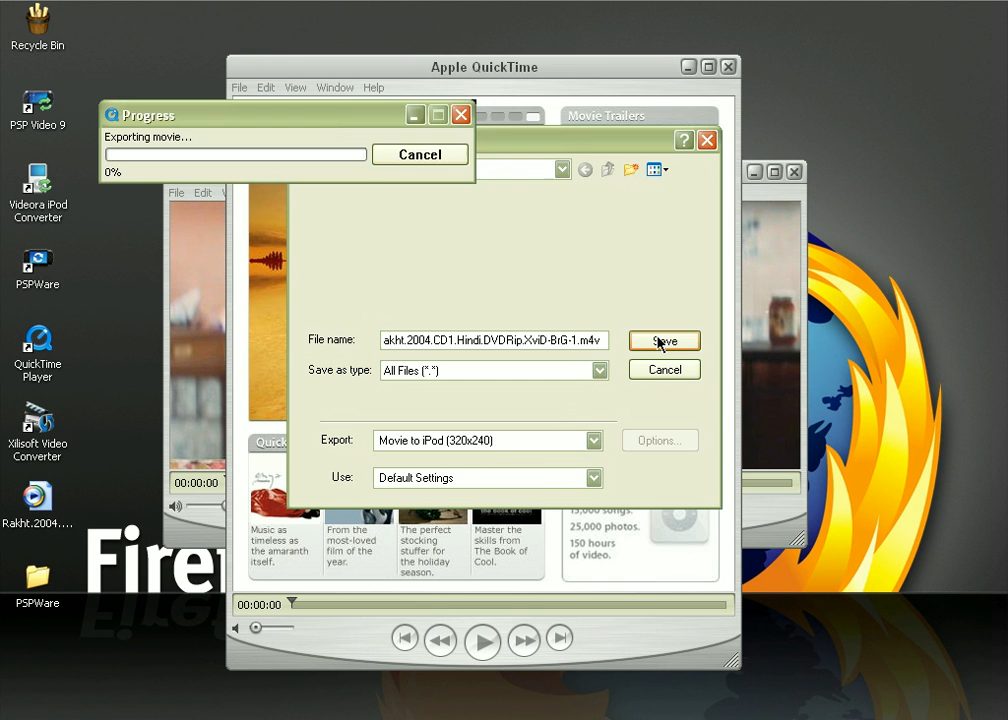 Recycle Bin
PSP Video 9
Videora iPod
Converter
PSPWare
QuickTime
Player
Xilisoft Video
Converter
Rakht.2004....
PSPWare
Firef
Apple QuickTime
File Edit View Window Help
Movie Trailers
Progress
Exporting movie...
Cancel
0%
File Edit
File name: akht.2004.CD1.Hindi.DVDRip.XviD-BrG-1.m4v Save
Save as type: All Files (*.*) Cancel
Export: Movie to iPod (320x240) Options...
Use: Default Settings
Quick
00:00:00
Music as
timeless as
the amaranth
itself.
From the
most-loved
film of the
year.
The perfect
stocking
stuffer for
the holiday
season.
Master the
skills from
The Book of
Cool.
15,000 songs.
25,000 photos.
150 hours
of video.
00:00:00